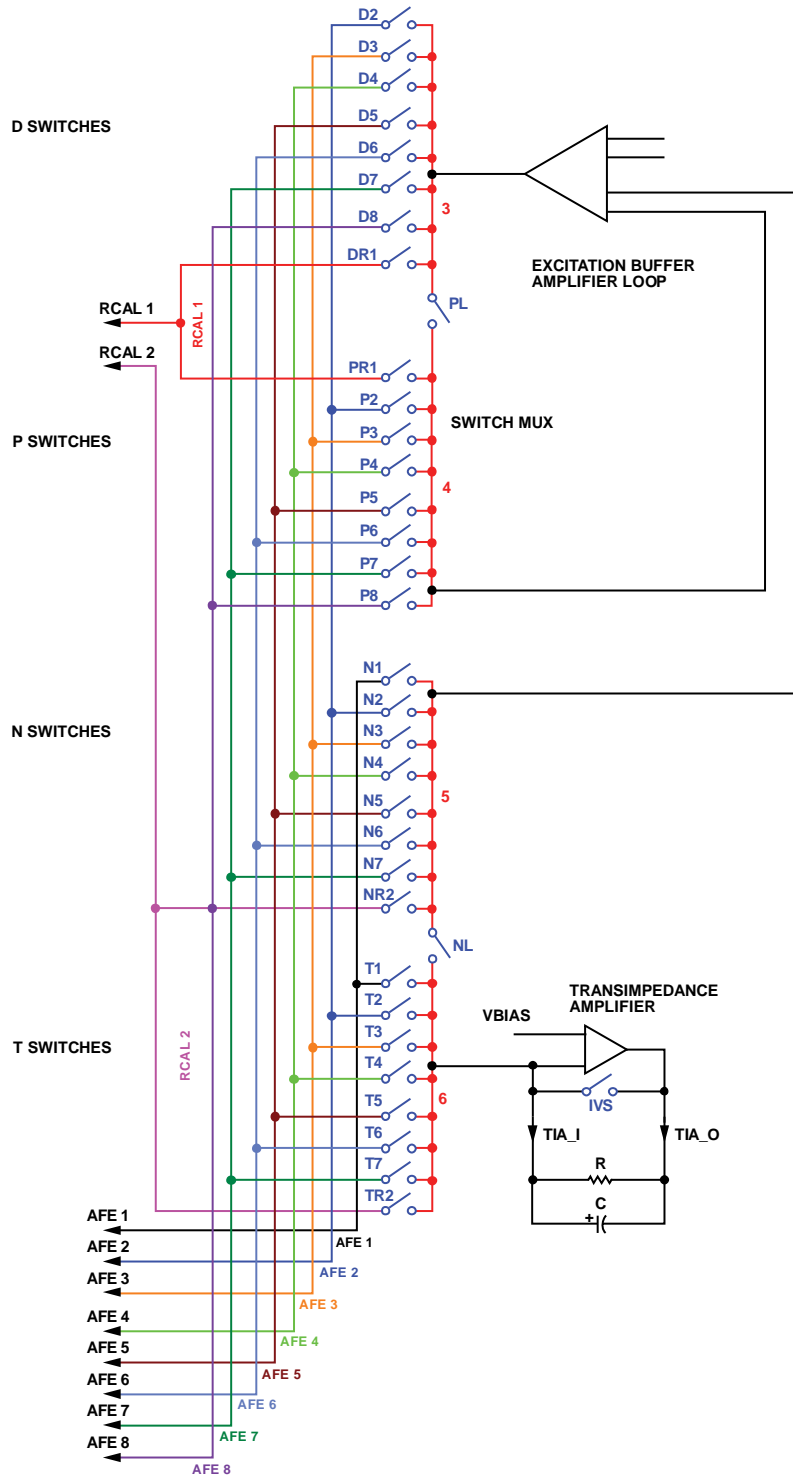 D2
D3
D4
D SWITCHES
D5
D6
D7
3
D8
DR1
EXCITATION BUFFER
AMPLIFIER LOOP
RCAL 1
RCAL 1
PL
RCAL 2
PR1
P2
SWITCH MUX
P SWITCHES
P3
P4
4
P5
P6
P7
P8
N1
N2
N SWITCHES
N3
N4
5
N5
N6
N7
NR2
NL
T1
TRANSIMPEDANCE
AMPLIFIER
T2
VBIAS
RCAL 2
T SWITCHES
T3
T4
6
IVS
T5
TIA_I
TIA_O
T6
T7
R
TR2
C
+
AFE 1
AFE 1
AFE 2
AFE 2
AFE 3
AFE 3
AFE 4
AFE 4
AFE 5
AFE 5
AFE 6
AFE 6
AFE 7
AFE 7
AFE 8
AFE 8